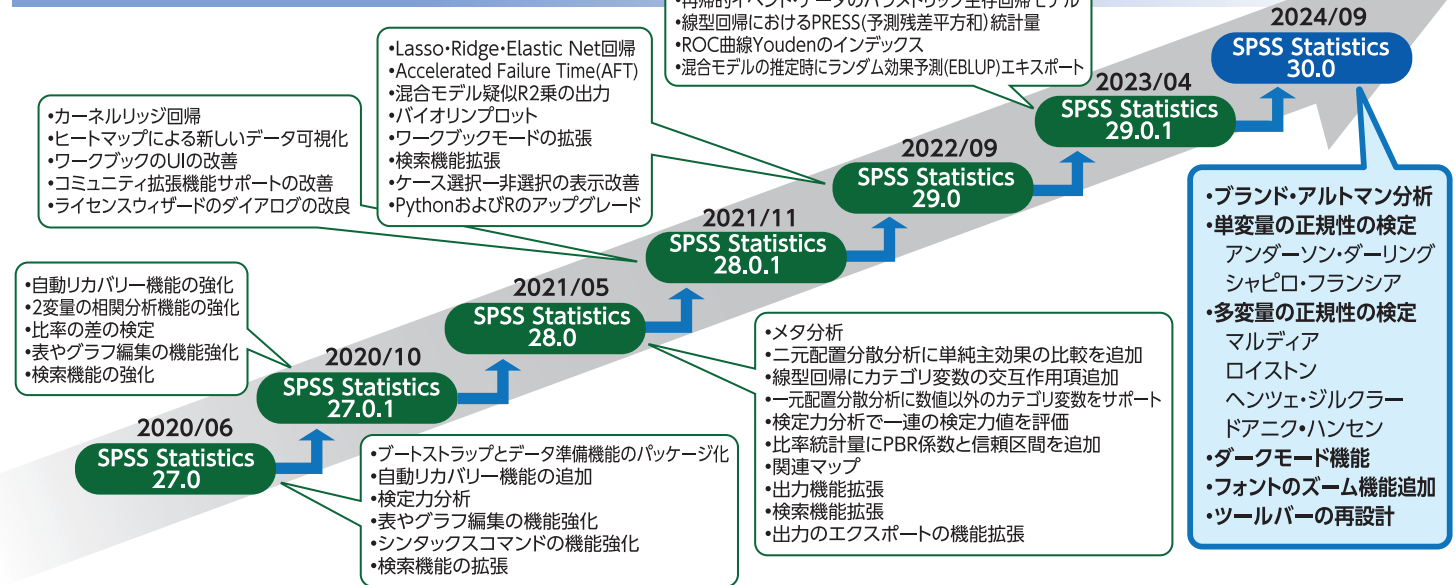 ・再帰的イベント・データのパラメトリック生存回帰モデル
・線型回帰におけるPRESS(予測残差平方和)統計量
・ROC曲線Youdenのインデックス
・混合モデルの推定時にランダム効果予測(EBLUP)エキスポート
2024/09
SPSS Statistics
30.0
・Lasso・Ridge・Elastic Net回帰
・Accelerated Failure Time(AFT)
・混合モデル疑似R2乗の出力
・バイオリンプロット
・ワークブックモードの拡張
・検索機能拡張
・ケース選択ー非選択の表示改善
・PythonおよびRのアップグレード
2023/04
SPSS Statistics
29.0.1
・カーネルリッジ回帰
・ヒートマップによる新しいデータ可視化
・ワークブックのUIの改善
・コミュニティ拡張機能サポートの改善
・ライセンスウィザードのダイアログの改良
2022/09
SPSS Statistics
29.0
2021/11
SPSS Statistics
28.0.1
・ブランド・アルトマン分析
・単変量の正規性の検定
アンダーソン・ダーリング
シャピロ・フランシア
・多変量の正規性の検定
マルディア
ロイストン
ヘンツェ・ジルクラー
ドアニク・ハンセン
・ダークモード機能
・フォントのズーム機能追加
・ツールバーの再設計
・自動リカバリー機能の強化
・2変量の相関分析機能の強化
・比率の差の検定
・表やグラフ編集の機能強化
・検索機能の強化
2021/05
SPSS Statistics
28.0
2020/10
SPSS Statistics
27.0.1
・メタ分析
・二元配置分散分析に単純主効果の比較を追加
・線型回帰にカテゴリ変数の交互作用項追加
・一元配置分散分析に数値以外のカテゴリ変数をサポート
・検定力分析で一連の検定力値を評価
・比率統計量にPBR係数と信頼区間を追加
・関連マップ
・出力機能拡張
・検索機能拡張
・出力のエクスポートの機能拡張
2020/06
SPSS Statistics
27.0
・ブートストラップとデータ準備機能のパッケージ化
・自動リカバリー機能の追加
・検定力分析
・表やグラフ編集の機能強化
・シンタックスコマンドの機能強化
・検索機能の拡張